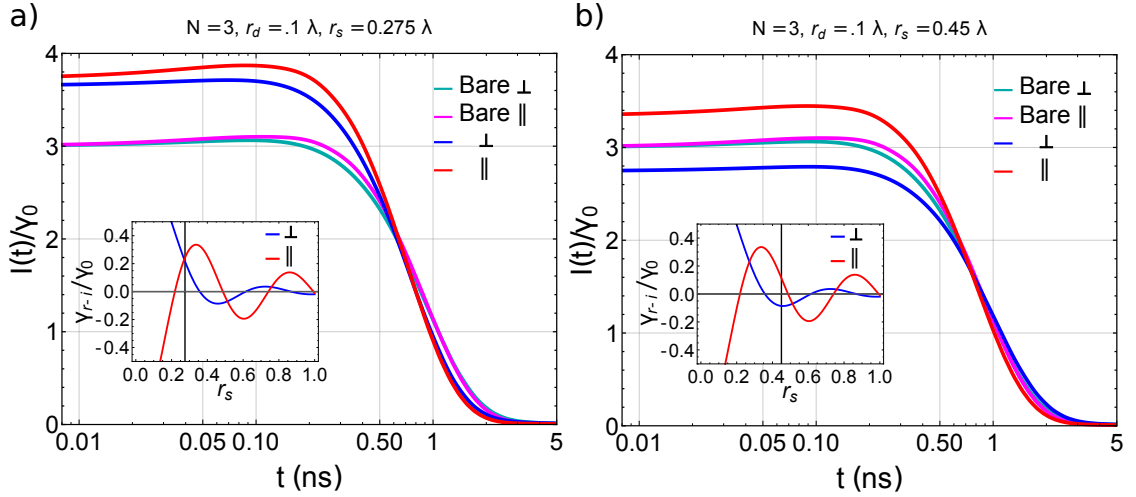 a)
N = 3, r_d = .1 λ, r_s = 0.275 λ
I(t)/γ_0
4
3
2
1
0
Bare ⊥
Bare ∥
⊥
∥
γ_{r-i}/γ_0
0.4
0.2
0.0
-0.2
-0.4
⊥
∥
0.0 0.2 0.4 0.6 0.8 1.0
r_s
0.01 0.05 0.10 0.50 1 5
t (ns)
b)
N = 3, r_d = .1 λ, r_s = 0.45 λ
I(t)/γ_0
4
3
2
1
0
Bare ⊥
Bare ∥
⊥
∥
γ_{r-i}/γ_0
0.4
0.2
0.0
-0.2
-0.4
⊥
∥
0.0 0.2 0.4 0.6 0.8 1.0
r_s
0.01 0.05 0.10 0.50 1 5
t (ns)